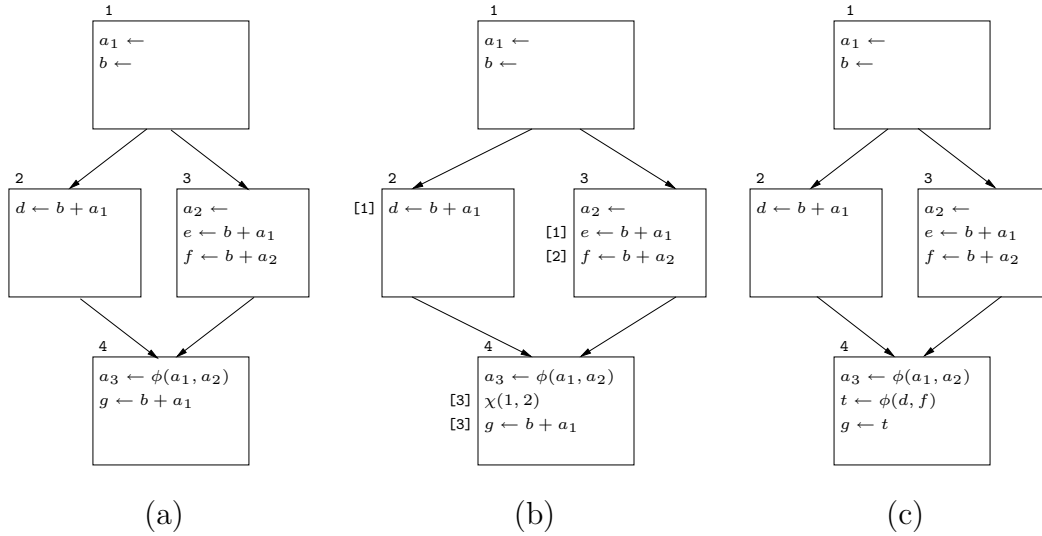 1
a₁ ←
b ←
2
d ← b + a₁
3
a₂ ←
e ← b + a₁
f ← b + a₂
4
a₃ ← ϕ(a₁, a₂)
g ← b + a₁
(a)
1
a₁ ←
b ←
2
[1] d ← b + a₁
3
a₂ ←
[1] e ← b + a₁
[2] f ← b + a₂
4
a₃ ← ϕ(a₁, a₂)
[3] χ(1, 2)
[3] g ← b + a₁
(b)
1
a₁ ←
b ←
2
d ← b + a₁
3
a₂ ←
e ← b + a₁
f ← b + a₂
4
a₃ ← ϕ(a₁, a₂)
t ← ϕ(d, f)
g ← t
(c)